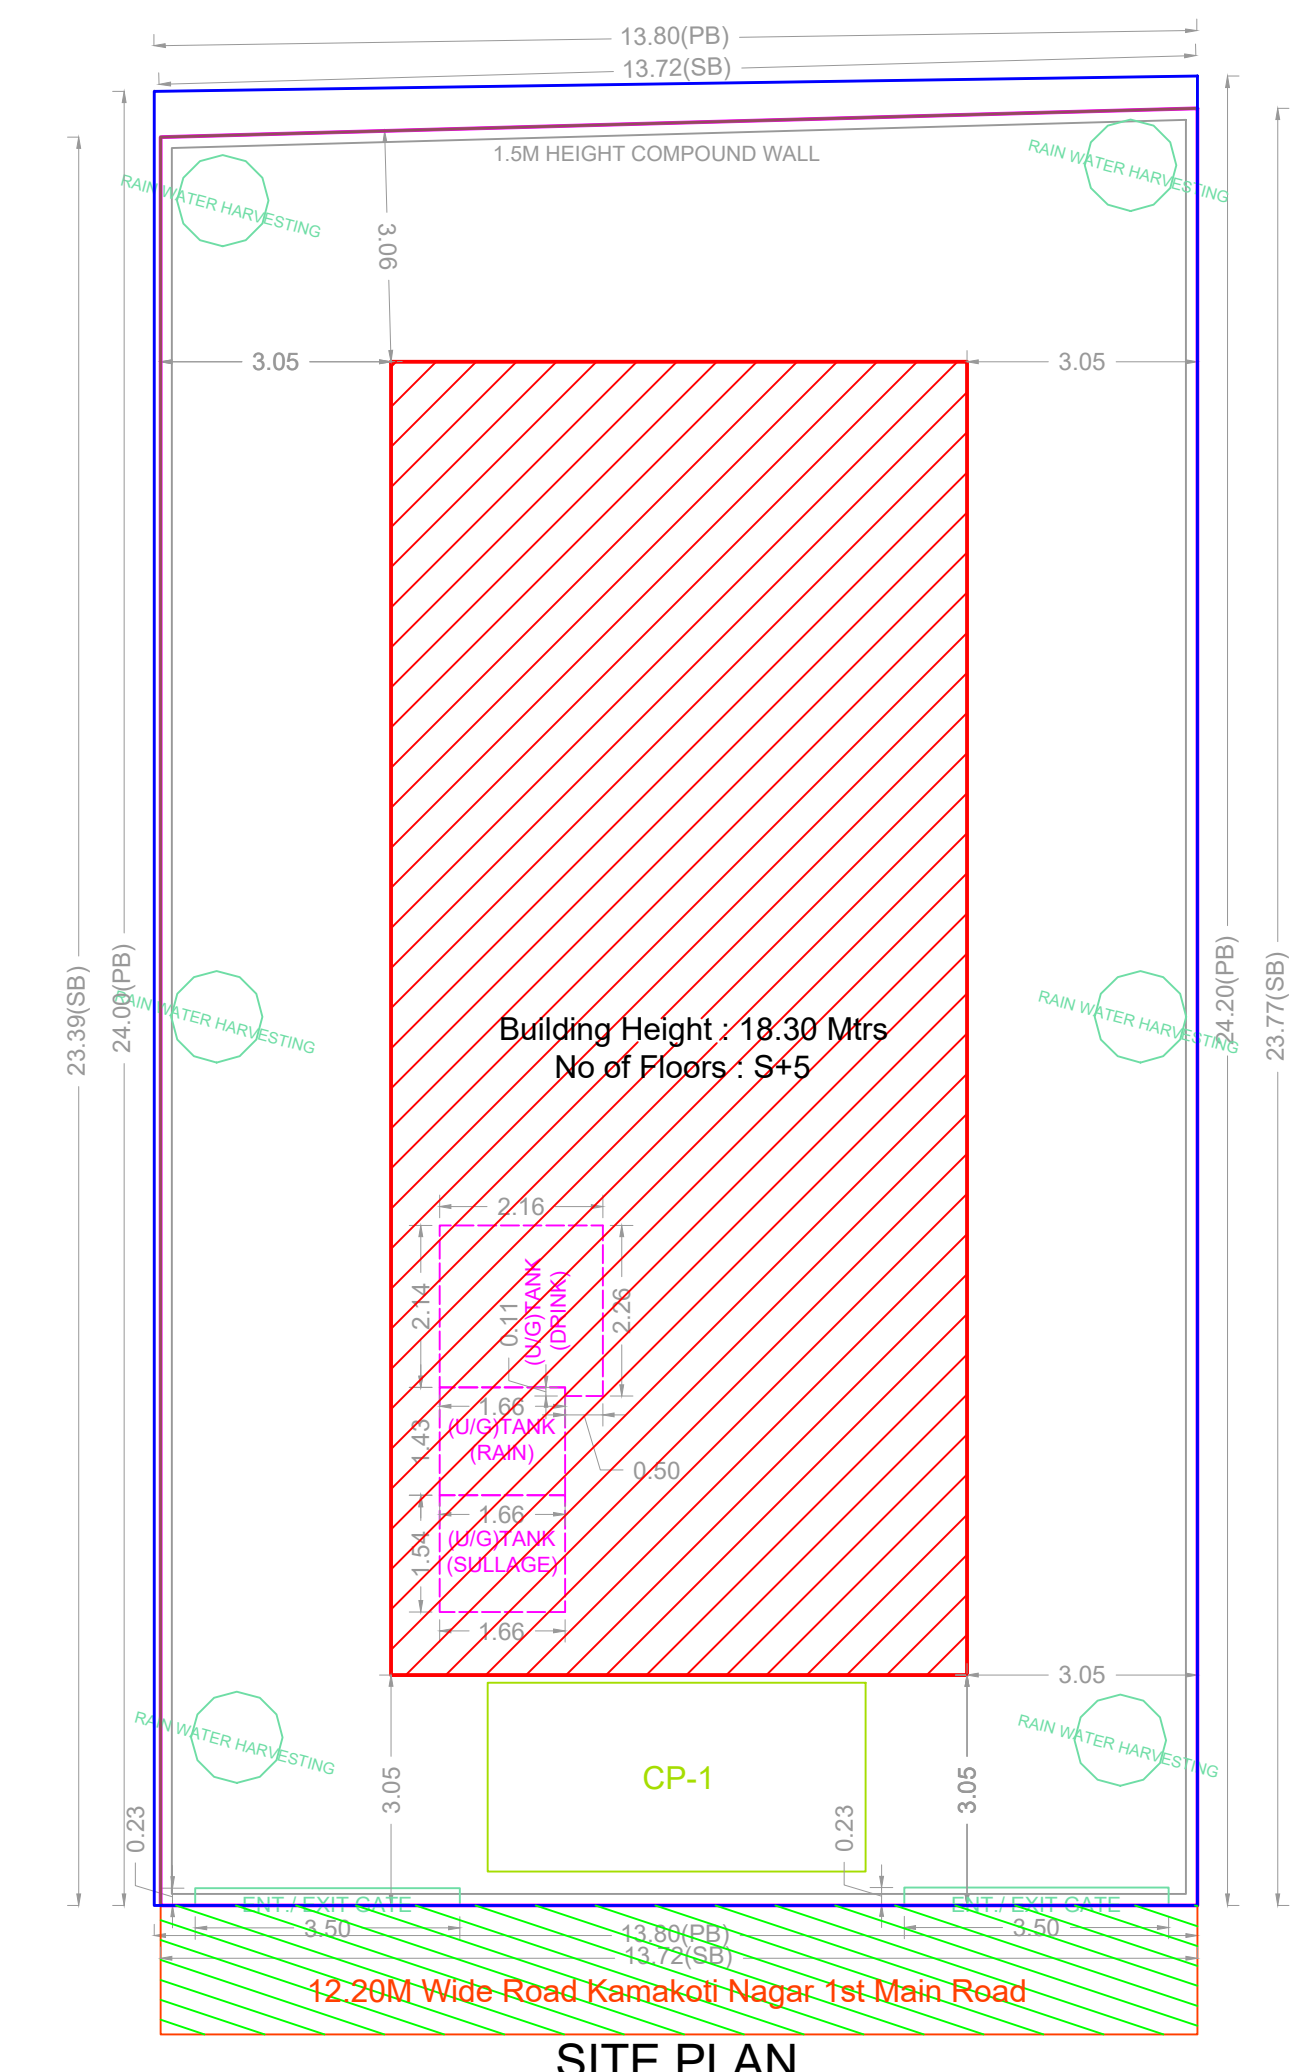 13.80(PB)
13.72(SB)
1.5M HEIGHT COMPOUND WALL
RAIN WATER HARVESTING
RAIN WATER HARVESTING
3.06
3.05
3.05
23.39(SB)
24.00(PB)
24.20(PB)
23.77(SB)
RAIN WATER HARVESTING
RAIN WATER HARVESTING
Building Height : 18.30 Mtrs
No of Floors : S+5
2.16
2.14
0.11
(U/G)TANK
(DRINK)
2.26
1.66
1.43
(U/G)TANK
(RAIN)
0.50
1.66
1.54
(U/G)TANK
(SULLAGE)
1.66
3.05
RAIN WATER HARVESTING
RAIN WATER HARVESTING
CP-1
3.05
3.05
0.23
0.23
ENT./ EXIT GATE
ENT./ EXIT GATE
3.50
3.50
13.80(PB)
13.72(SB)
12.20M Wide Road Kamakoti Nagar 1st Main Road
SITE PLAN